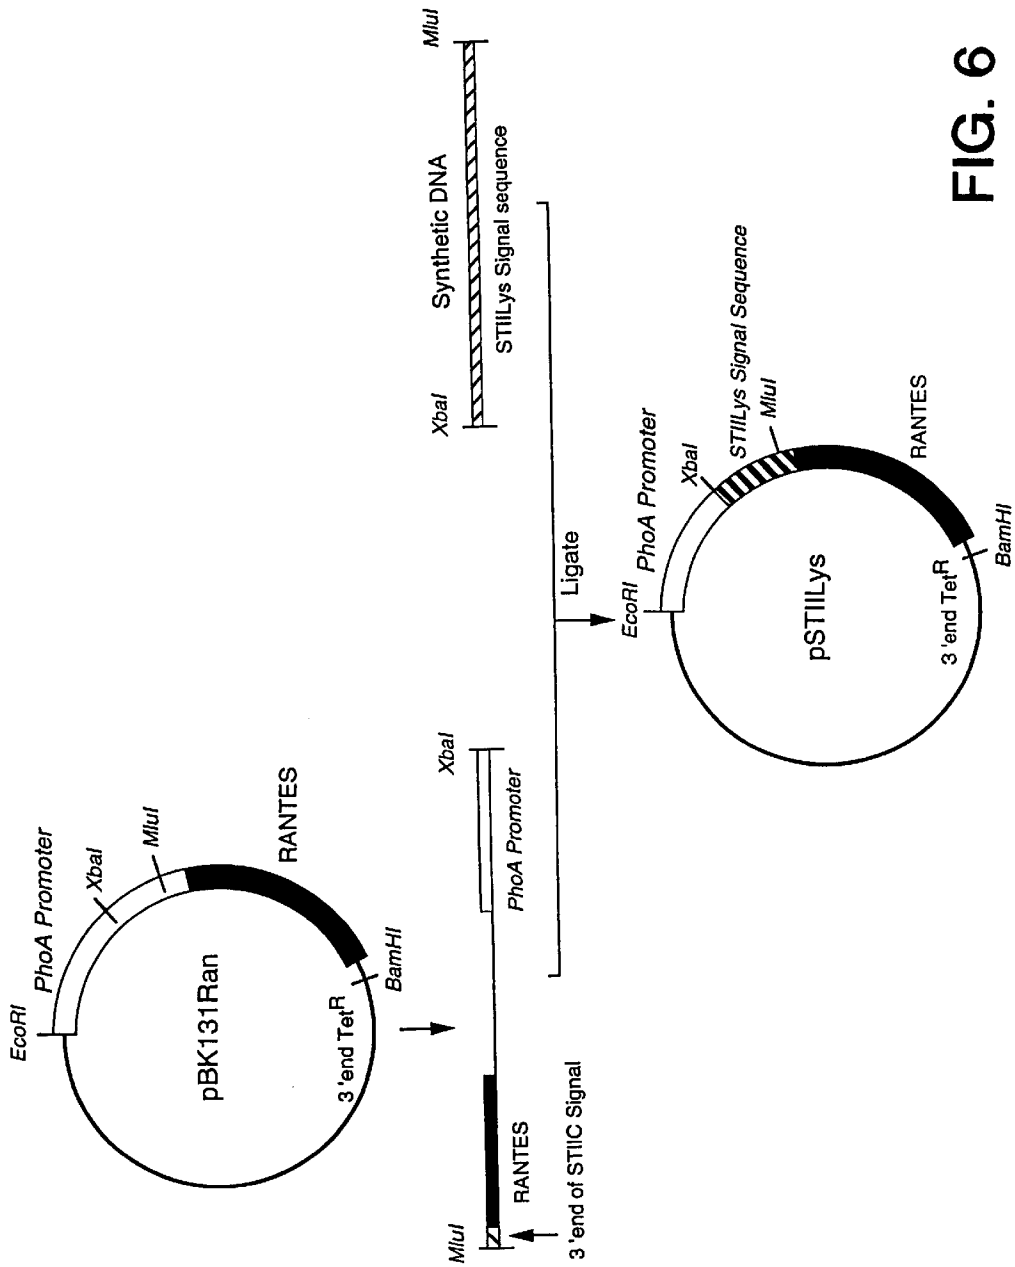 EcoRI
PhoA Promoter
XbaI
MluI
RANTES
pBK131Ran
3 'end Tet^R
BamHI
MluI
RANTES
3 'end of STIIC Signal
XbaI
PhoA Promoter
XbaI
Synthetic DNA
MluI
STIILys Signal sequence
Ligate
EcoRI
PhoA Promoter
XbaI
STIILys Signal Sequence
MluI
RANTES
pSTIILys
3 'end Tet^R
BamHI
FIG. 6